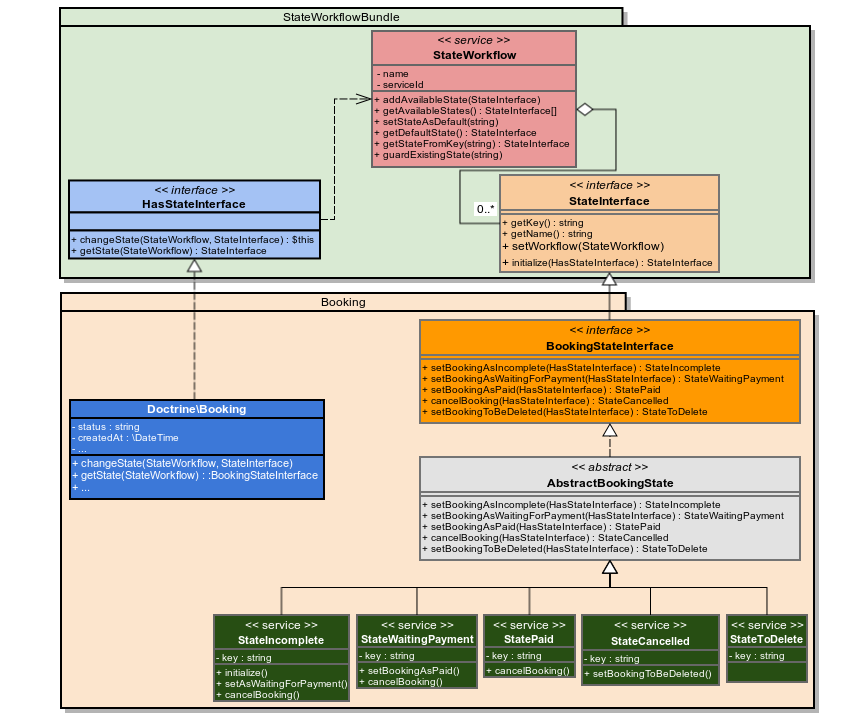 StateWorkflowBundle
<< service >>
StateWorkflow
- name
- serviceId
+ addAvailableState(StateInterface)
+ getAvailableStates() : StateInterface[]
+ setStateAsDefault(string)
+ getDefaultState() : StateInterface
+ getStateFromKey(string) : StateInterface
+ guardExistingState(string)
<< interface >>
HasStateInterface
+ changeState(StateWorkflow, StateInterface) : $this
+ getState(StateWorkflow) : StateInterface
0..*
<< interface >>
StateInterface
+ getKey() : string
+ getName() : string
+ setWorkflow(StateWorkflow)
+ initialize(HasStateInterface) : StateInterface
Booking
<< interface >>
BookingStateInterface
+ setBookingAsIncomplete(HasStateInterface) : StateIncomplete
+ setBookingAsWaitingForPayment(HasStateInterface) : StateWaitingPayment
+ setBookingAsPaid(HasStateInterface) : StatePaid
+ cancelBooking(HasStateInterface) : StateCancelled
+ setBookingToBeDeleted(HasStateInterface) : StateToDelete
Doctrine\Booking
- status : string
- createdAt : \DateTime
- ...
+ changeState(StateWorkflow, StateInterface)
+ getState(StateWorkflow) : :BookingStateInterface
+ ...
<< abstract >>
AbstractBookingState
+ setBookingAsIncomplete(HasStateInterface) : StateIncomplete
+ setBookingAsWaitingForPayment(HasStateInterface) : StateWaitingPayment
+ setBookingAsPaid(HasStateInterface) : StatePaid
+ cancelBooking(HasStateInterface) : StateCancelled
+ setBookingToBeDeleted(HasStateInterface) : StateToDelete
<< service >>
StateIncomplete
- key : string
+ initialize()
+ setAsWaitingForPayment()
+ cancelBooking()
<< service >>
StateWaitingPayment
- key : string
+ setBookingAsPaid()
+ cancelBooking()
<< service >>
StatePaid
- key : string
+ cancelBooking()
<< service >>
StateCancelled
- key : string
+ setBookingToBeDeleted()
<< service >>
StateToDelete
- key : string